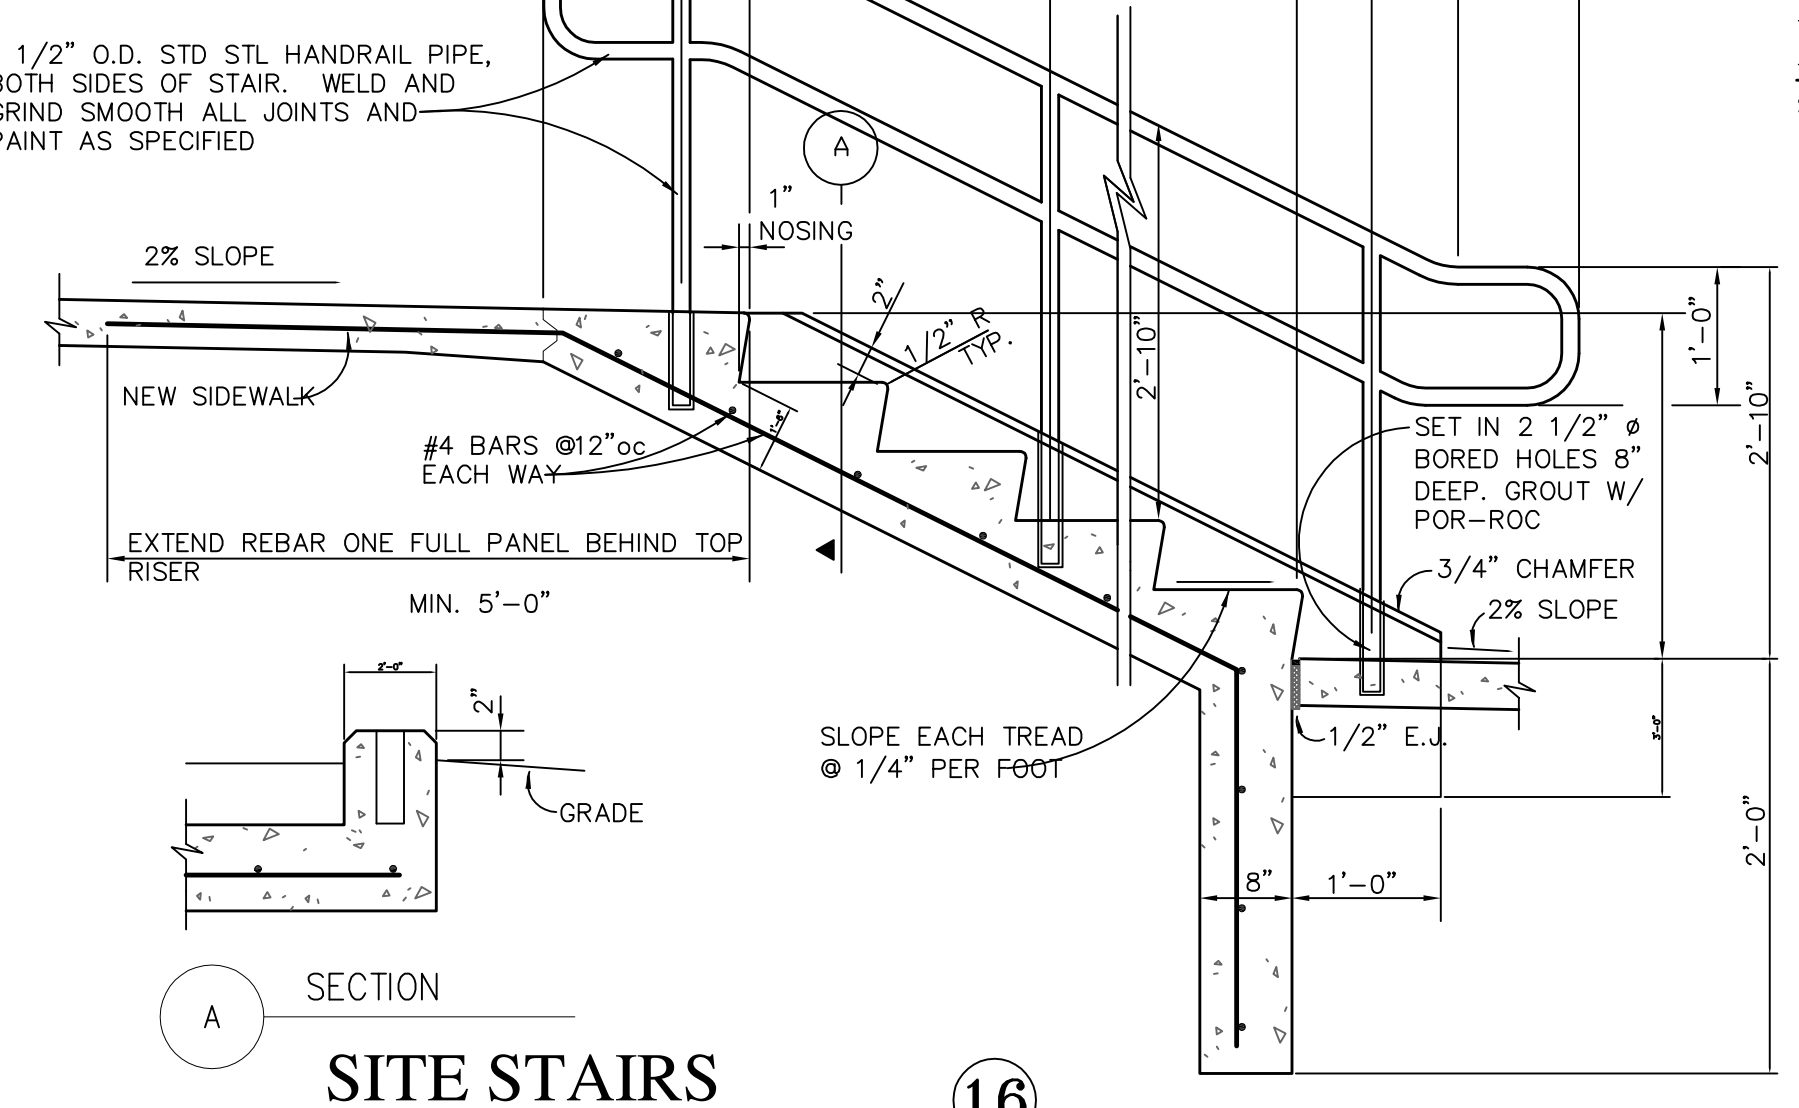 1/2” O.D. STD STL HANDRAIL PIPE,
BOTH SIDES OF STAIR. WELD AND
GRIND SMOOTH ALL JOINTS AND
PAINT AS SPECIFIED
A
1”
NOSING
2% SLOPE
2”
1/2” R
TYP.
2’-10”
1’-0”
2’-10”
NEW SIDEWALK
#4 BARS @12”oc
EACH WAY
1’-6”
SET IN 2 1/2” ø
BORED HOLES 8”
DEEP. GROUT W/
POR-ROC
EXTEND REBAR ONE FULL PANEL BEHIND TOP
RISER
MIN. 5’-0”
3/4” CHAMFER
2% SLOPE
2’-0”
2”
GRADE
SLOPE EACH TREAD
@ 1/4” PER FOOT
1/2” E.J.
3’-0”
8”
1’-0”
2’-0”
A
SECTION
SITE STAIRS
16